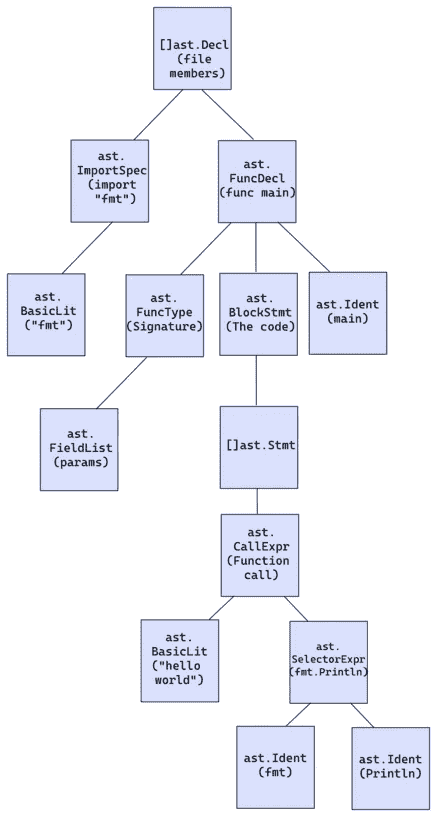 []ast.Decl
(file
members)
ast.
ImportSpec
(import
"fmt")
ast.
FuncDecl
(func main)
ast.
BasicLit
("fmt")
ast.
FuncType
(Signature)
ast.
BlockStmt
(The code)
ast.Ident
(main)
ast.
FieldList
(params)
[]ast.Stmt
ast.
CallExpr
(Function
call)
ast.
BasicLit
("hello
world")
ast.
SelectorExpr
(fmt.Println)
ast.Ident
(fmt)
ast.Ident
(Println)